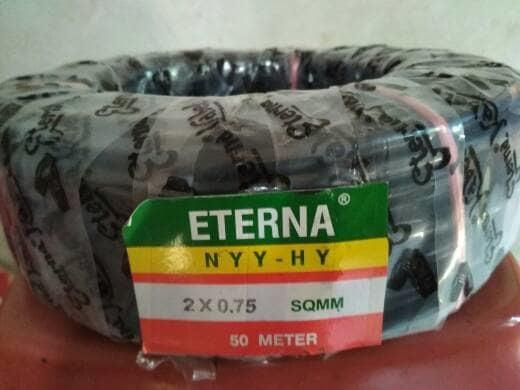 ETERNA ®
NYY-HY
2 X 0.75 SQMM
50 METER